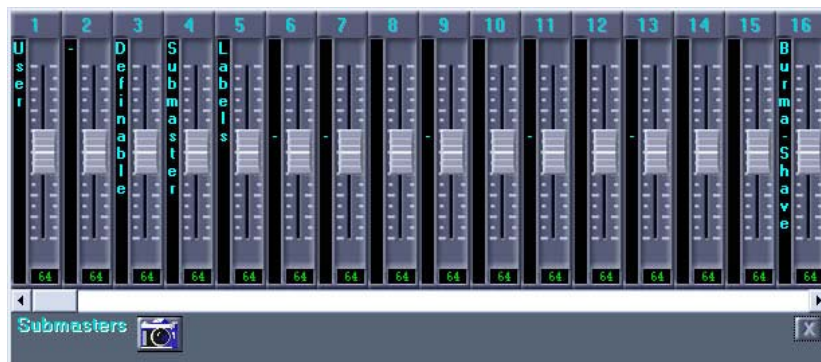 1 2 3 4 5 6 7 8 9 10 11 12 13 14 15 16
User - Definable Submaster Labels - - - - - Burma-Shave
64 64 64 64 64 64 64 64 64 64 64 64 64 64 64 64
Submasters X